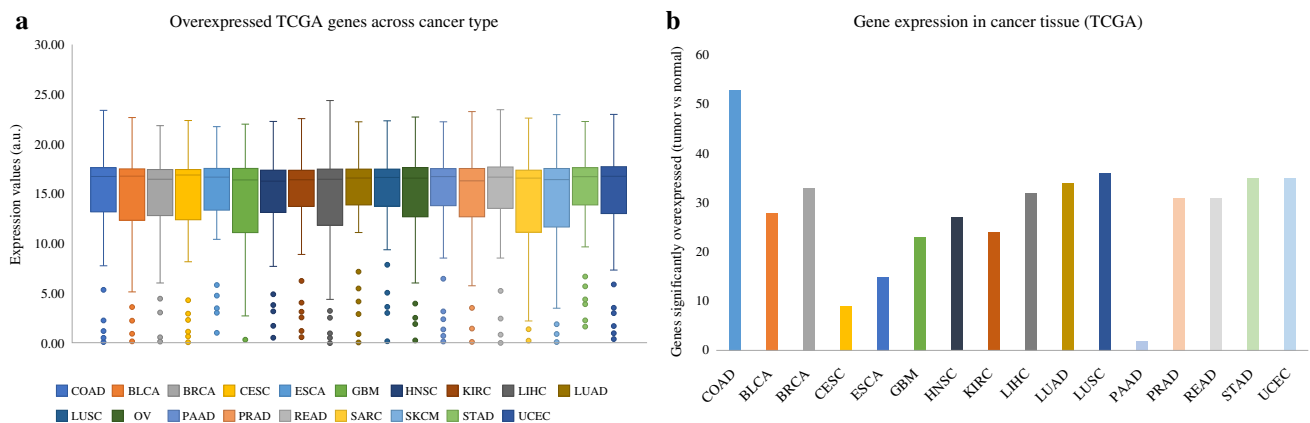 a
Overexpressed TCGA genes across cancer type
Expression values (a.u.)
30.00
25.00
20.00
15.00
10.00
5.00
0.00
COAD BLCA BRCA CESC ESCA GBM HNSC KIRC LIHC LUAD
LUSC OV PAAD PRAD READ SARC SKCM STAD UCEC
b
Gene expression in cancer tissue (TCGA)
Genes significantly overexpressed (tumor vs normal)
60
50
40
30
20
10
0
COAD BLCA BRCA CESC ESCA GBM HNSC KIRC LIHC LUAD LUSC PAAD PRAD READ STAD UCEC